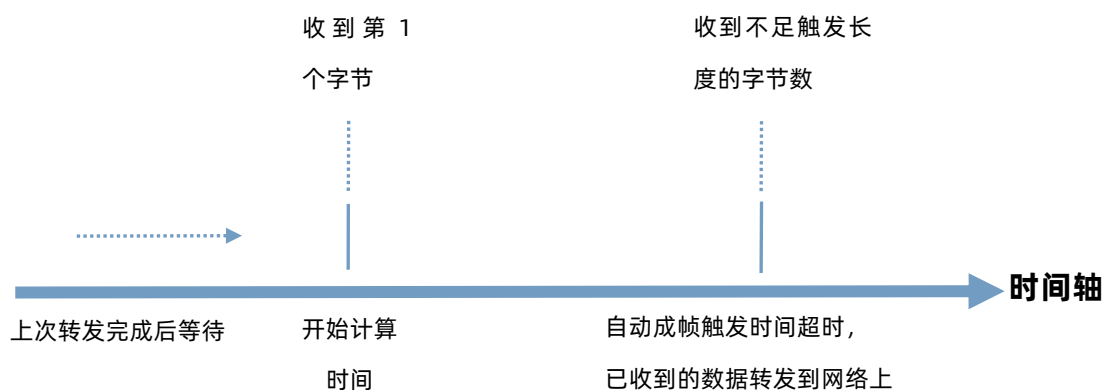 收到第 1
个字节
收到不足触发长
度的字节数
时间轴
上次转发完成后等待
开始计算
时间
自动成帧触发时间超时，
已收到的数据转发到网络上